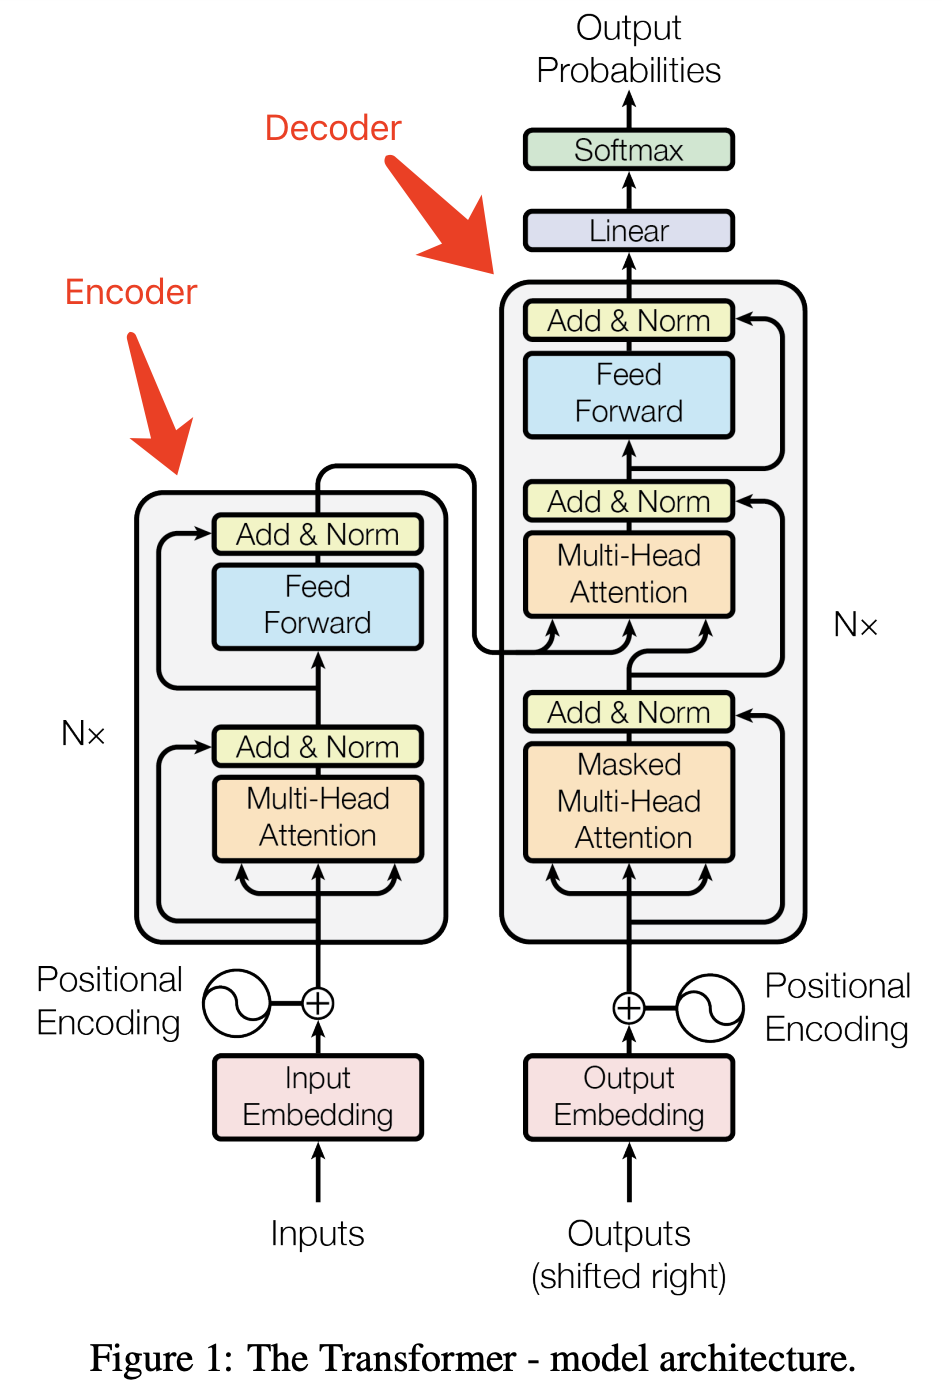 Output
Probabilities
Decoder
Softmax
Linear
Encoder
Add & Norm
Feed
Forward
Add & Norm
Multi-Head
Attention
Nx
Add & Norm
Masked
Multi-Head
Attention
Add & Norm
Feed
Forward
Nx
Add & Norm
Multi-Head
Attention
Positional
Encoding
Positional
Encoding
Input
Embedding
Output
Embedding
Inputs
Outputs
(shifted right)
Figure 1: The Transformer - model architecture.